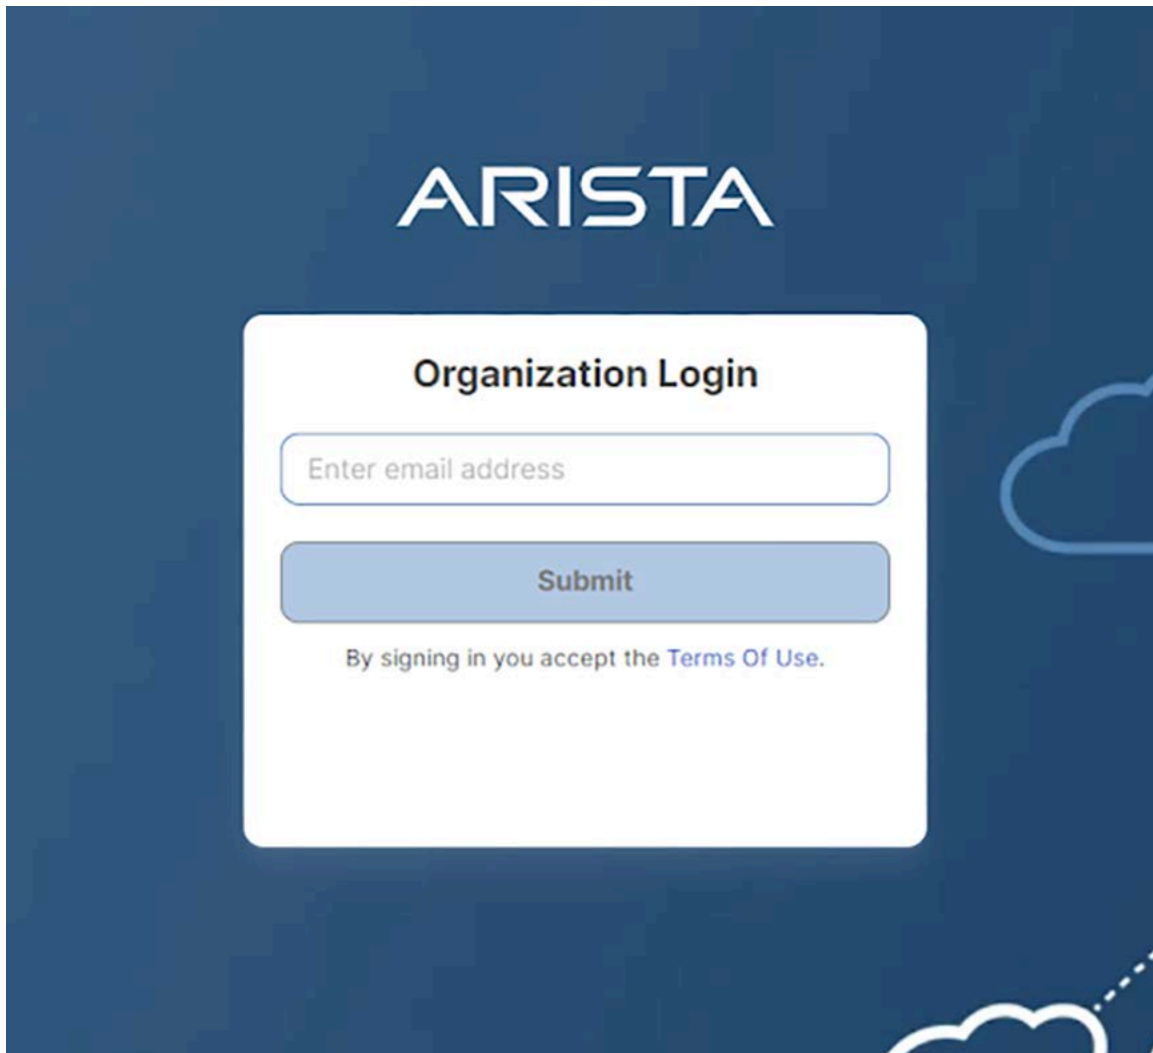 ARISTA
Organization Login
Enter email address
Submit
By signing in you accept the Terms Of Use.